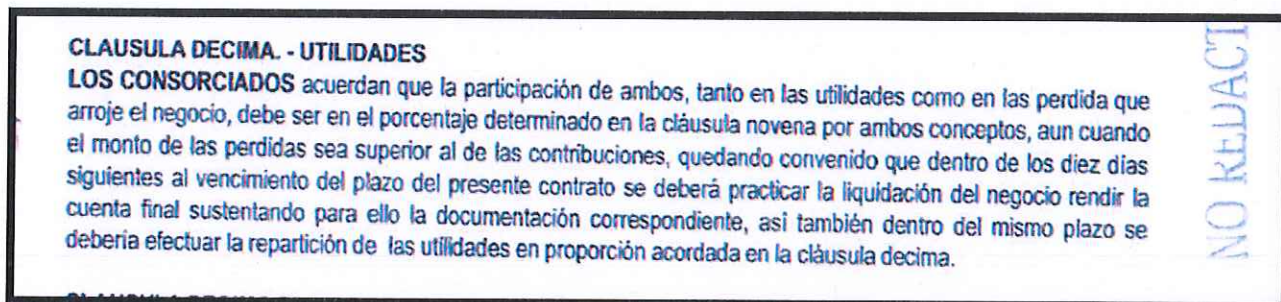 CLAUSULA DECIMA. - UTILIDADES
LOS CONSORCIADOS acuerdan que la participación de ambos, tanto en las utilidades como en las perdida que
arroje el negocio, debe ser en el porcentaje determinado en la cláusula novena por ambos conceptos, aun cuando
el monto de las perdidas sea superior al de las contribuciones, quedando convenido que dentro de los diez días
siguientes al vencimiento del plazo del presente contrato se deberá practicar la liquidación del negocio rendir la
cuenta final sustentando para ello la documentación correspondiente, asi también dentro del mismo plazo se
debería efectuar la repartición de las utilidades en proporción acordada en la cláusula decima.
NO REDACT